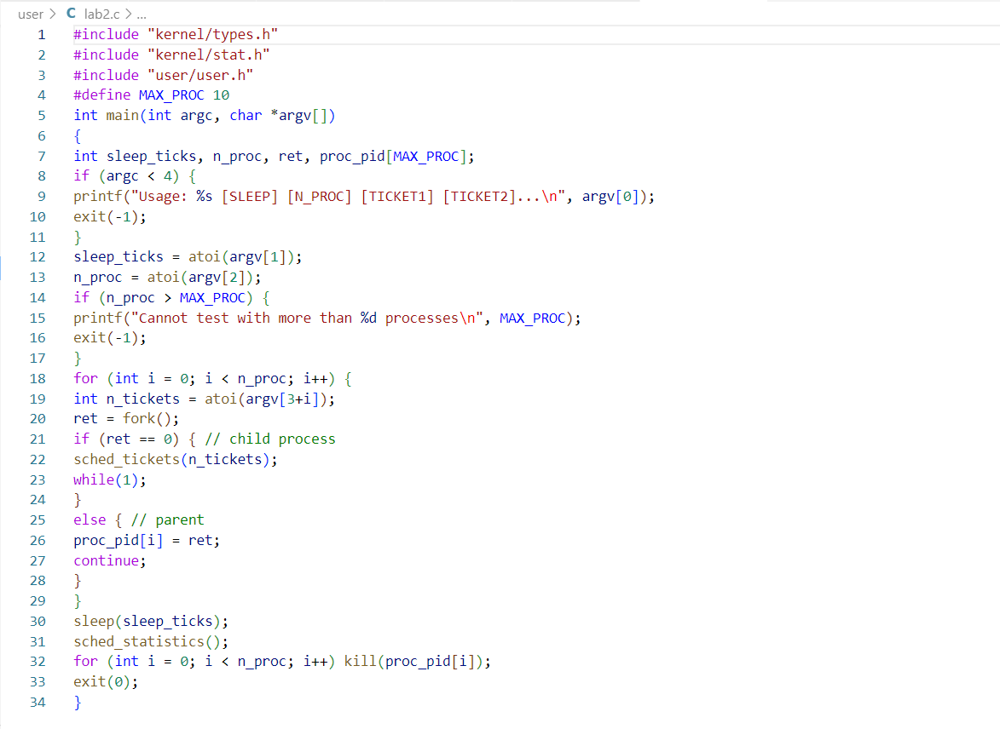 user > C lab2.c > ...
1 #include "kernel/types.h"
2 #include "kernel/stat.h"
3 #include "user/user.h"
4 #define MAX_PROC 10
5 int main(int argc, char *argv[])
6 {
7 int sleep_ticks, n_proc, ret, proc_pid[MAX_PROC];
8 if (argc < 4) {
9 printf("Usage: %s [SLEEP] [N_PROC] [TICKET1] [TICKET2]...\n", argv[0]);
10 exit(-1);
11 }
12 sleep_ticks = atoi(argv[1]);
13 n_proc = atoi(argv[2]);
14 if (n_proc > MAX_PROC) {
15 printf("Cannot test with more than %d processes\n", MAX_PROC);
16 exit(-1);
17 }
18 for (int i = 0; i < n_proc; i++) {
19 int n_tickets = atoi(argv[3+i]);
20 ret = fork();
21 if (ret == 0) { // child process
22 sched_tickets(n_tickets);
23 while(1);
24 }
25 else { // parent
26 proc_pid[i] = ret;
27 continue;
28 }
29 }
30 sleep(sleep_ticks);
31 sched_statistics();
32 for (int i = 0; i < n_proc; i++) kill(proc_pid[i]);
33 exit(0);
34 }